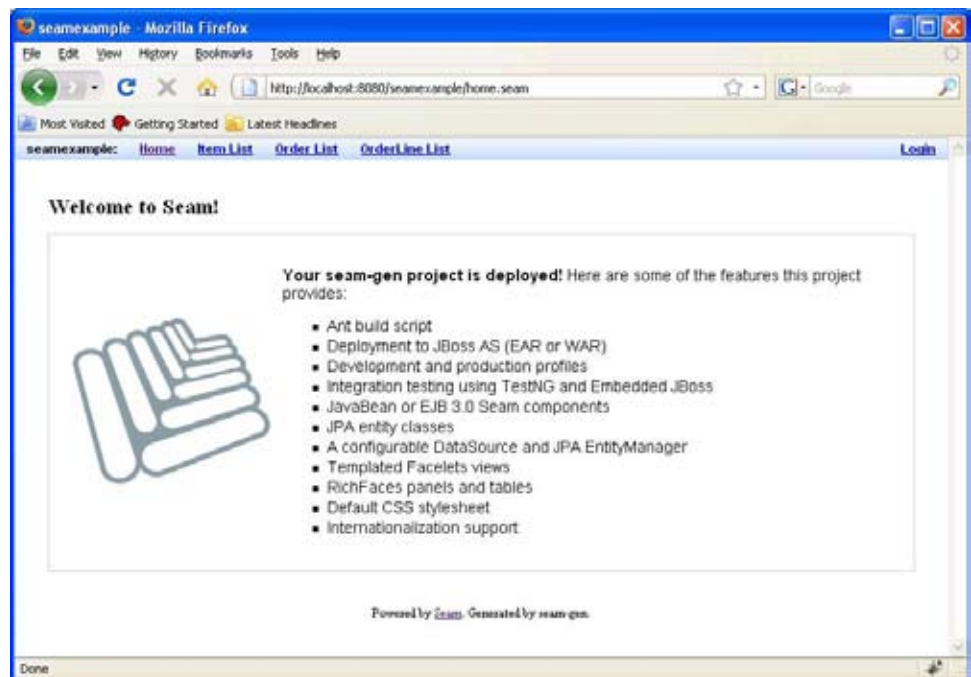 seamexample - Mozilla Firefox
File Edit View History Bookmarks Tools Help
http://localhost:8080/seamexample/home.seam
G Google
Most Visited Getting Started Latest Headlines
seamexample: Home Item List Order List OrderLine List Login
Welcome to Seam!
Your seam-gen project is deployed! Here are some of the features this project
provides:
Ant build script
Deployment to JBoss AS (EAR or WAR)
Development and production profiles
Integration testing using TestNG and Embedded JBoss
JavaBean or EJB 3.0 Seam components
JPA entity classes
A configurable DataSource and JPA EntityManager
Templated Facelets views
RichFaces panels and tables
Default CSS stylesheet
Internationalization support
Powered by Seam. Generated by seam-gen.
Done